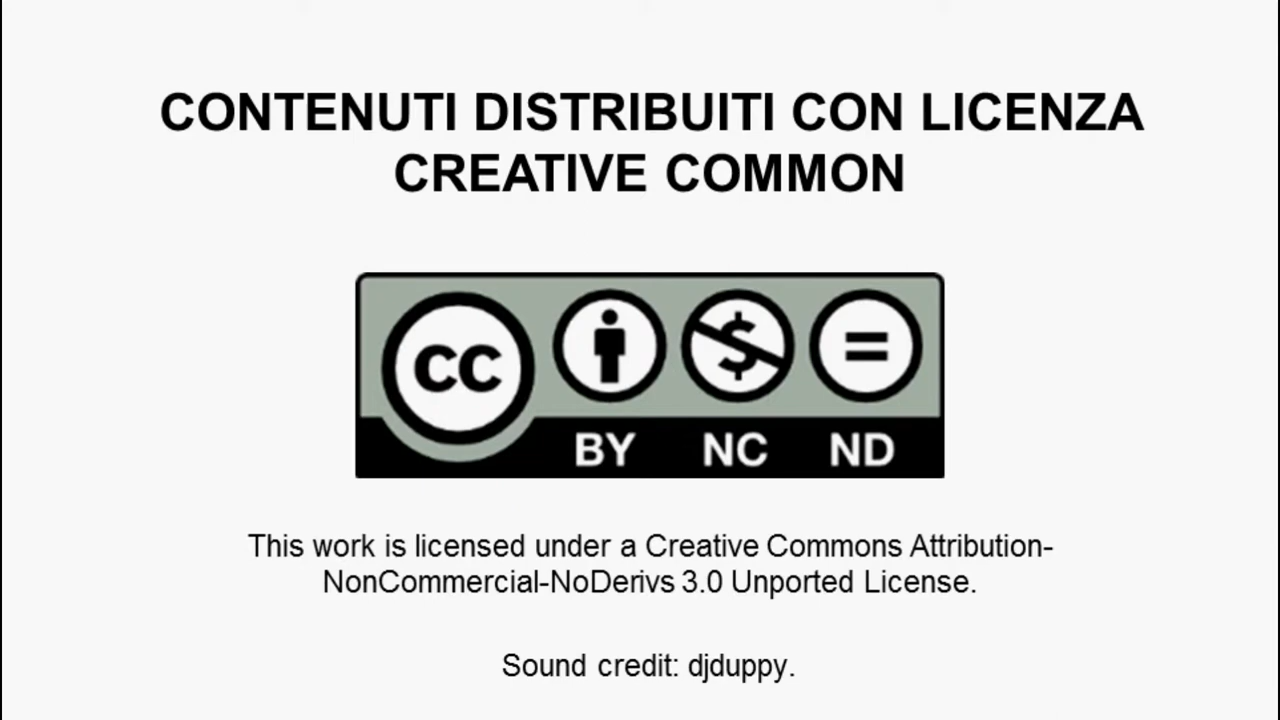 CONTENUTI DISTRIBUITI CON LICENZA
CREATIVE COMMON
CC
BY NC ND
This work is licensed under a Creative Commons Attribution-
NonCommercial-NoDerivs 3.0 Unported License.
Sound credit: djduppy.